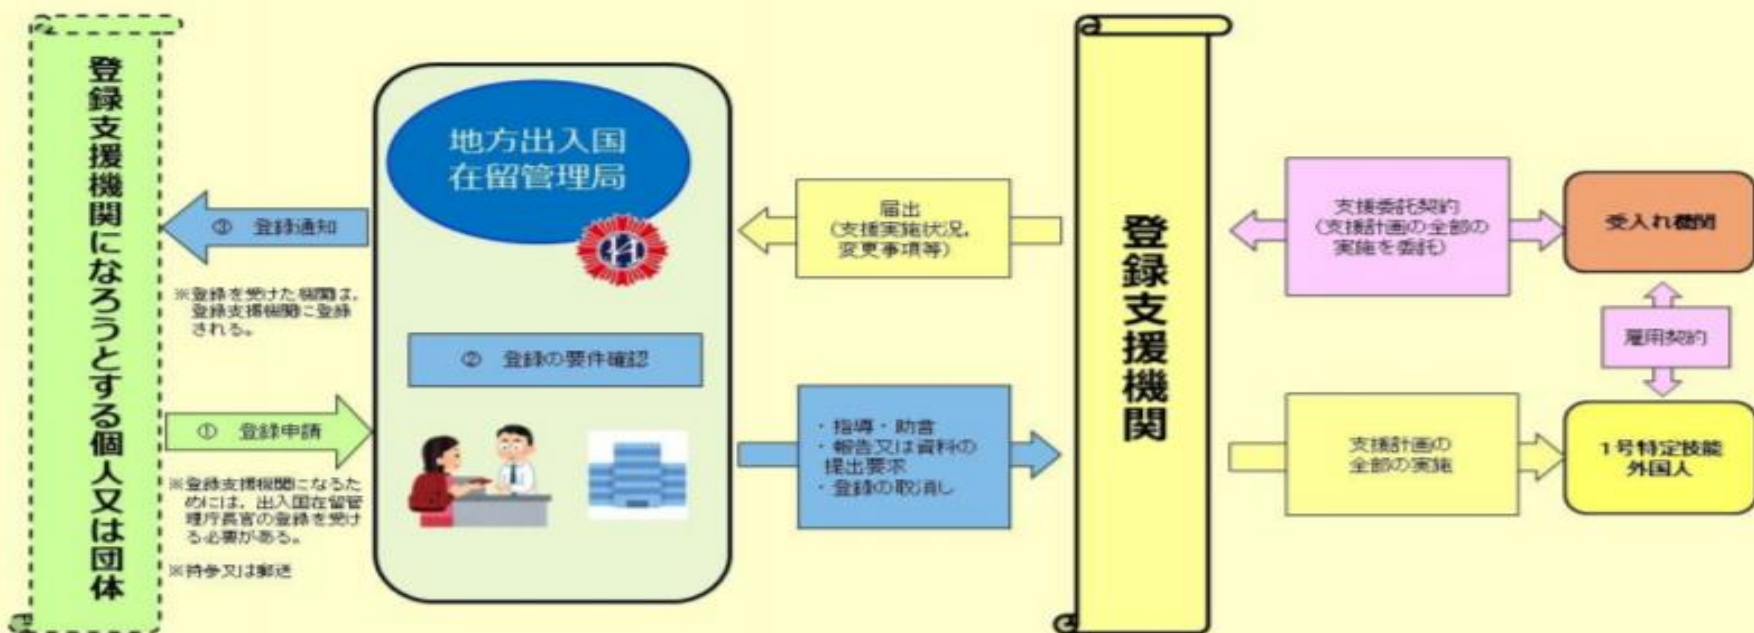 登録支援機関になろうとする個人又は団体
③ 登録通知
※登録を受けた機関は、
登録支援機関に登録
される。
① 登録申請
※登録支援機関になるた
めには、出入国在留管
理庁長官の登録を受け
る必要がある。
※持参又は郵送
地方出入国
在留管理局
② 登録の要件確認
届出
(支援実施状況、
変更事項等)
・指導・助言
・報告又は資料の
提出要求
・登録の取消し
登録支援機関
支援委託契約
(支援計画の全部の
実施を委託)
受入れ機関
雇用契約
支援計画の
全部の実施
1号特定技能
外国人